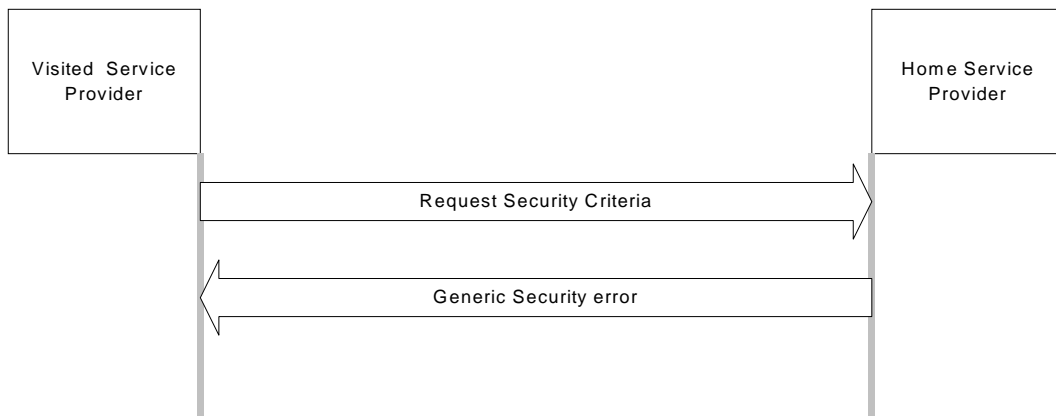 Visited Service
Provider
Home Service
Provider
Request Security Criteria
Generic Security error